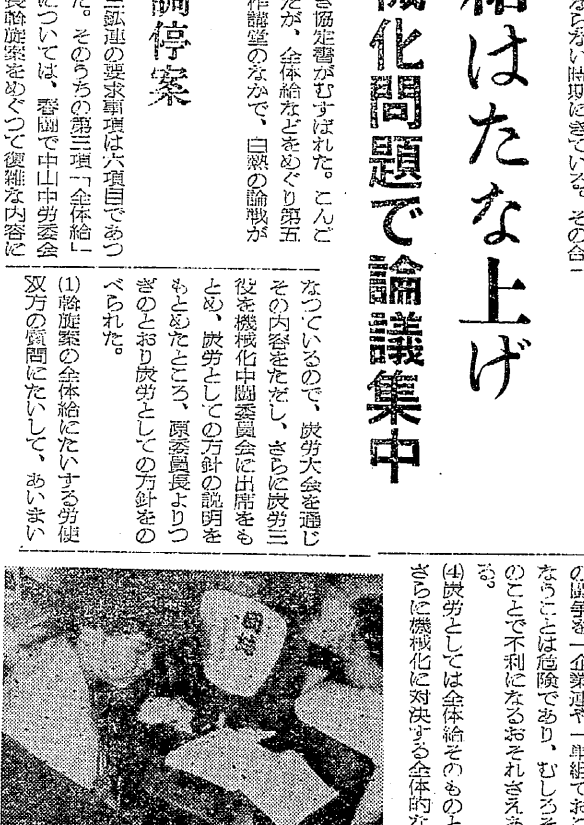 ならない時期にきている。その合
給はたな上げ
械化問題で論議集中
き協定書がむすばれた。こんご
だが、全体給などをめぐり第五
作講堂のなかで、白熱の論戦が
調停案
三鉱連の要求事項は六項目であつ
た。そのうちの第三項「全体給」
については、春闘で中山中労委会
長斡旋案をめぐつて複雑な内容に
なつているので、炭労大会を通じ
その内容をただし、さらに炭労三
役を機械化中闘委員会に出席をも
とめ、炭労としての方針の説明を
もとめたところ、原委員長よりつ
ぎのとおり炭労としての方針をの
べられた。
(1)斡旋案の全体給にたいする労使
双方の質問にたいして、あいまい
の闘争を一企業連や一単組でおこ
なうことは危険であり、むしろそ
のことで不利になるおそれさえあ
る。
(4)炭労としては全体給そのものと
さらに機械化に対決する全体的な